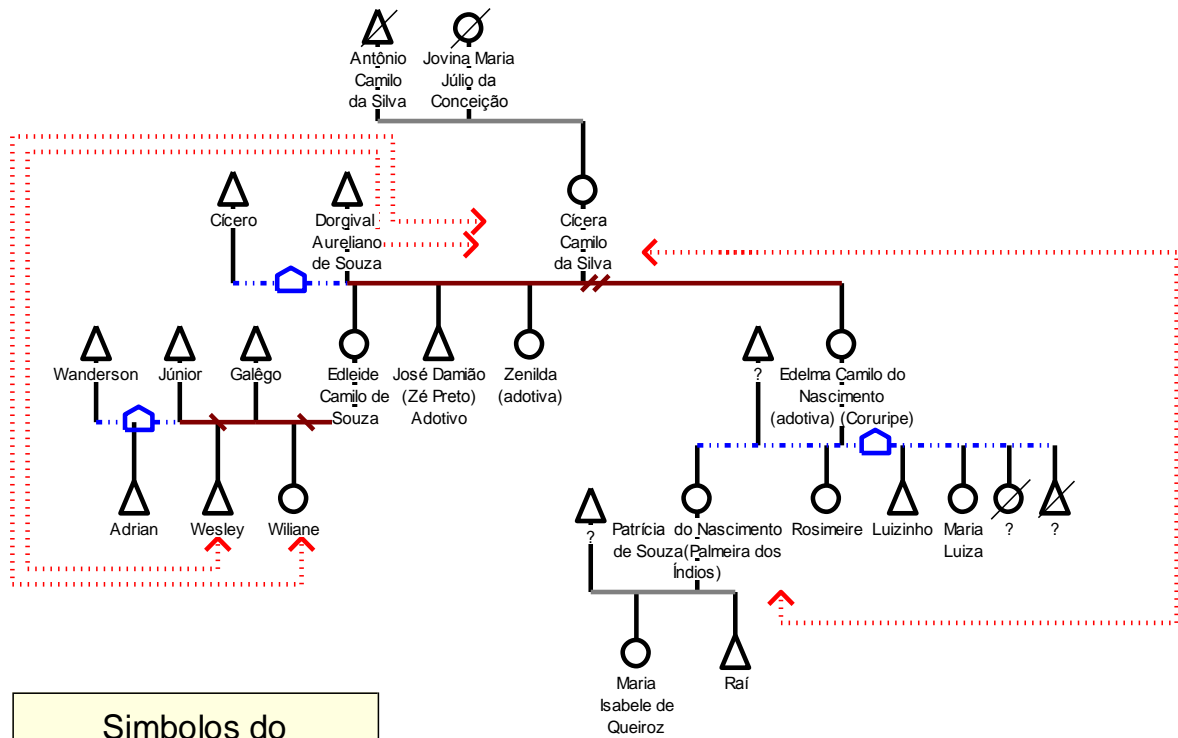 Antônio
Camilo
da Silva
Jovina Maria
Júlio da
Conceição
Cícero
Dorgival
Aureliano
de Souza
Cícera
Camilo
da Silva
Wanderson
Júnior
Galêgo
Edleide
Camilo de
Souza
José Damião
(Zé Preto)
Adotivo
Zenilda
(adotiva)
?
Edelma Camilo do
Nascimento
(adotiva) (Coruripe)
Adrian
Wesley
Wiliane
?
Patrícia do Nascimento
de Souza(Palmeira dos
Índios)
Rosimeire
Luizinho
Maria
Luiza
?
?
Maria
Isabele de
Queiroz
Raí
Simbolos do